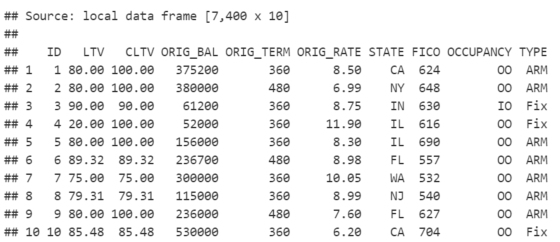 ## Source: local data frame [7,400 x 10]
##
##    ID   LTV   CLTV ORIG_BAL ORIG_TERM ORIG_RATE STATE FICO OCCUPANCY TYPE
## 1   1 80.00 100.00   375200       360      8.50    CA  624        OO  ARM
## 2   2 80.00 100.00   380000       480      6.99    NY  648        OO  ARM
## 3   3 90.00  90.00    61200       360      8.75    IN  630        IO  Fix
## 4   4 20.00 100.00    52000       360     11.90    IL  616        OO  Fix
## 5   5 80.00 100.00   156000       360      8.30    IL  690        OO  ARM
## 6   6 89.32  89.32   236700       480      8.98    FL  557        OO  ARM
## 7   7 75.00  75.00   300000       360     10.05    WA  532        OO  ARM
## 8   8 79.31  79.31   115000       360      8.99    NJ  540        OO  ARM
## 9   9 80.00 100.00   236000       480      7.60    FL  627        OO  ARM
## 10 10 85.48  85.48   530000       360      6.20    CA  704        OO  Fix